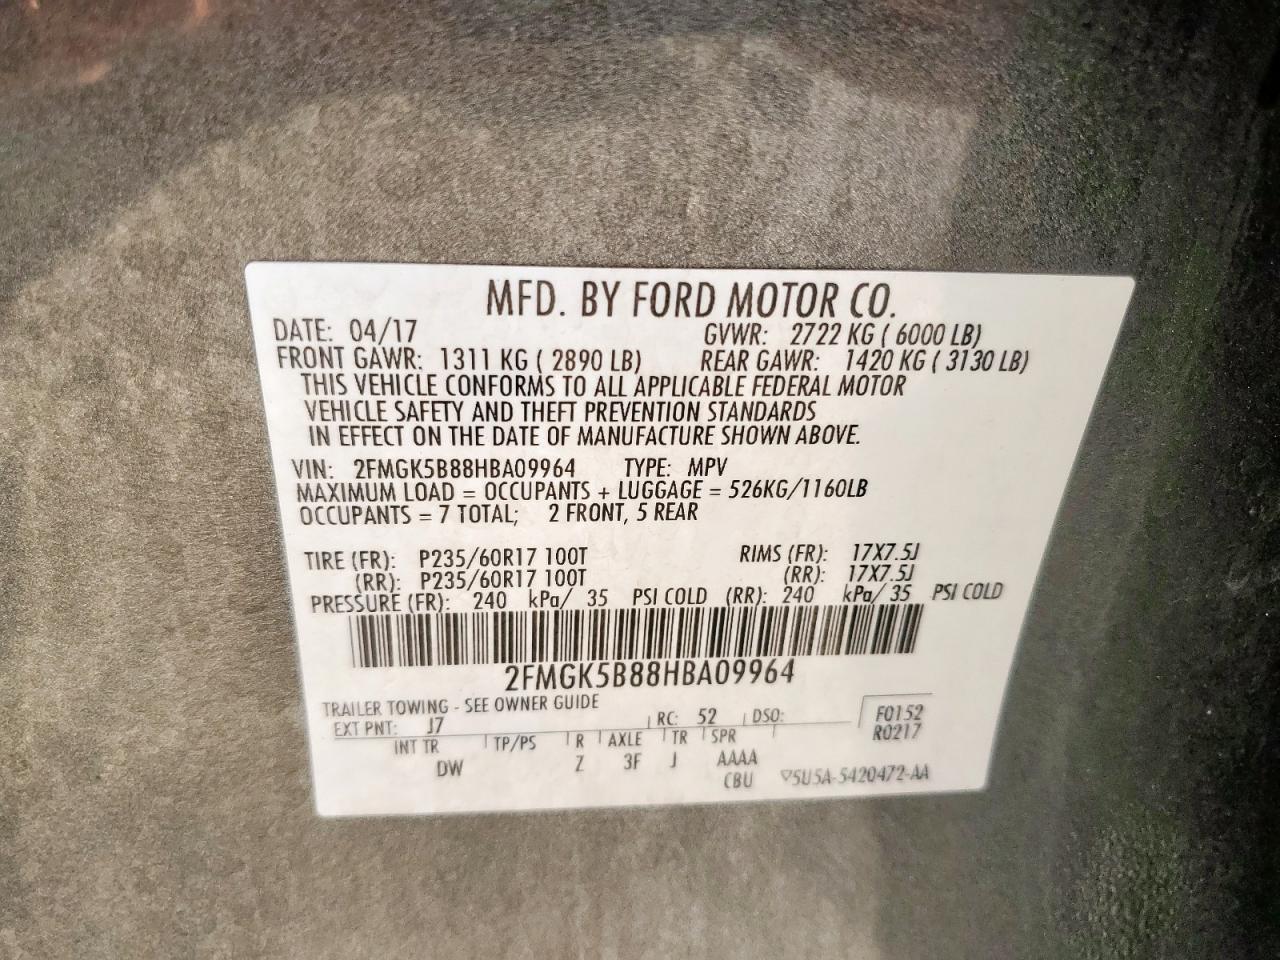 MFD. BY FORD MOTOR CO.
DATE: 04/17 GVWR: 2722 KG ( 6000 LB)
FRONT GAWR: 1311 KG ( 2890 LB) REAR GAWR: 1420 KG ( 3130 LB)
THIS VEHICLE CONFORMS TO ALL APPLICABLE FEDERAL MOTOR
VEHICLE SAFETY AND THEFT PREVENTION STANDARDS
IN EFFECT ON THE DATE OF MANUFACTURE SHOWN ABOVE.
VIN: 2FMGK5B88HBA09964 TYPE: MPV
MAXIMUM LOAD = OCCUPANTS + LUGGAGE = 526KG/1160LB
OCCUPANTS = 7 TOTAL; 2 FRONT, 5 REAR
TIRE (FR): P235/60R17 100T RIMS (FR): 17X7.5J
(RR): P235/60R17 100T (RR): 17X7.5J
PRESSURE (FR): 240 kPa/ 35 PSI COLD (RR): 240 kPa/ 35 PSI COLD
2FMGK5B88HBA09964
TRAILER TOWING - SEE OWNER GUIDE
EXT PNT: J7 RC: 52 DSO: F0152
R0217
INT TR TP/PS R AXLE TR SPR
DW Z 3F J AAAA
CBU 5U5A-5420472-AA